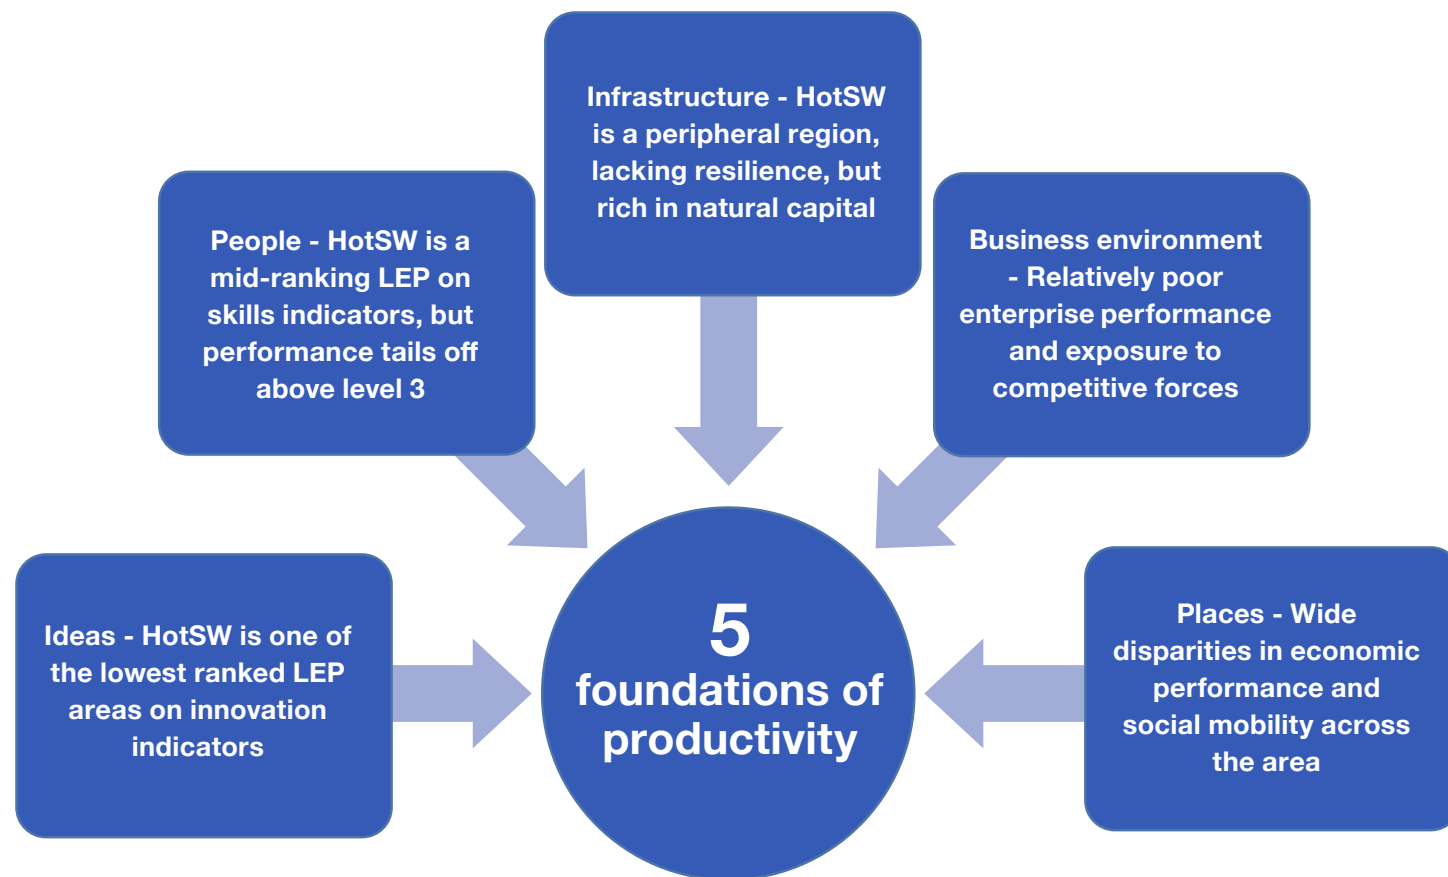 Infrastructure - HotSW
is a peripheral region,
lacking resilience, but
rich in natural capital
People - HotSW is a
mid-ranking LEP on
skills indicators, but
performance tails off
above level 3
Business environment
- Relatively poor
enterprise performance
and exposure to
competitive forces
Ideas - HotSW is one of
the lowest ranked LEP
areas on innovation
indicators
5
foundations of
productivity
Places - Wide
disparities in economic
performance and
social mobility across
the area